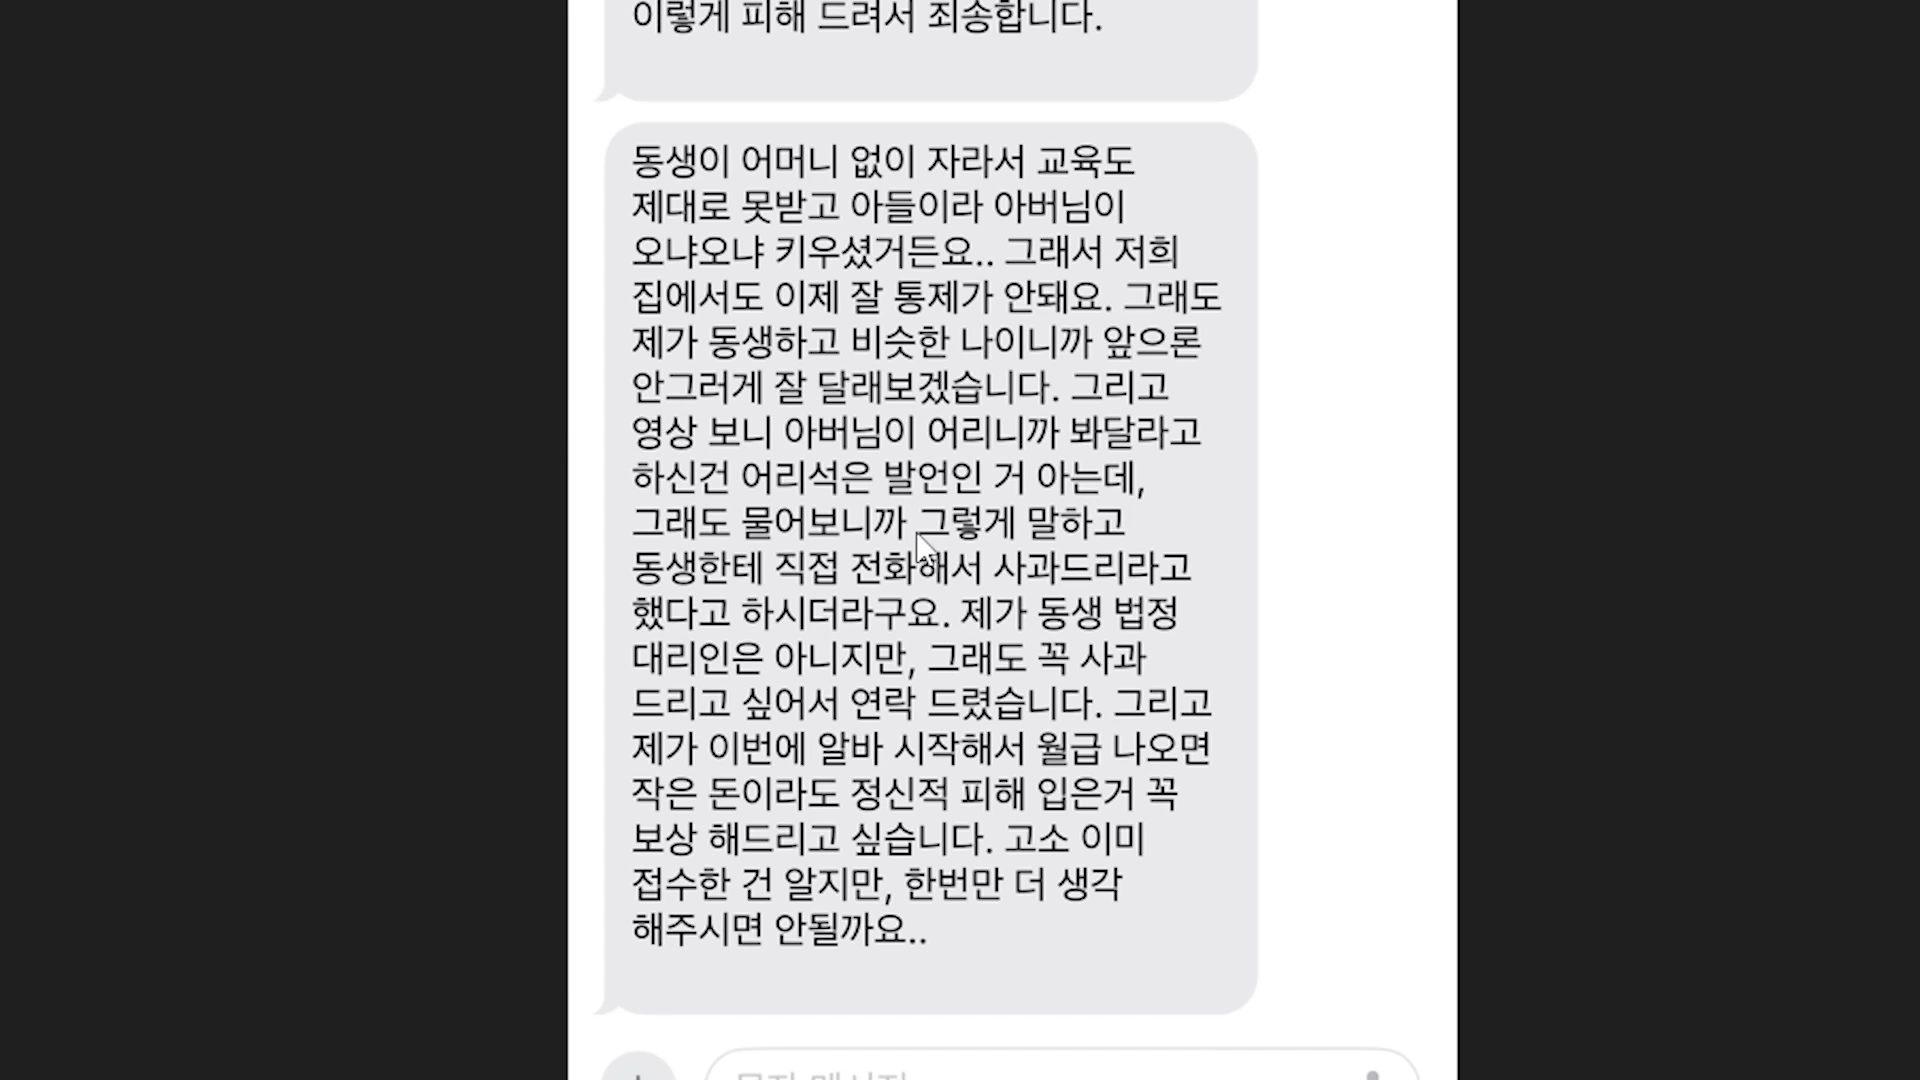 이렇게 피해 드려서 죄송합니다.
동생이 어머니 없이 자라서 교육도
제대로 못받고 아들이라 아버님이
오냐오냐 키우셨거든요.. 그래서 저희
집에서도 이제 잘 통제가 안돼요. 그래도
제가 동생하고 비슷한 나이니까 앞으론
안그러게 잘 달래보겠습니다. 그리고
영상 보니 아버님이 어리니까 봐달라고
하신건 어리석은 발언인 거 아는데,
그래도 물어보니까 그렇게 말하고
동생한테 직접 전화해서 사과드리라고
했다고 하시더라구요. 제가 동생 법정
대리인은 아니지만, 그래도 꼭 사과
드리고 싶어서 연락 드렸습니다. 그리고
제가 이번에 알바 시작해서 월급 나오면
작은 돈이라도 정신적 피해 입은거 꼭
보상 해드리고 싶습니다. 고소 이미
접수한 건 알지만, 한번만 더 생각
해주시면 안될까요..